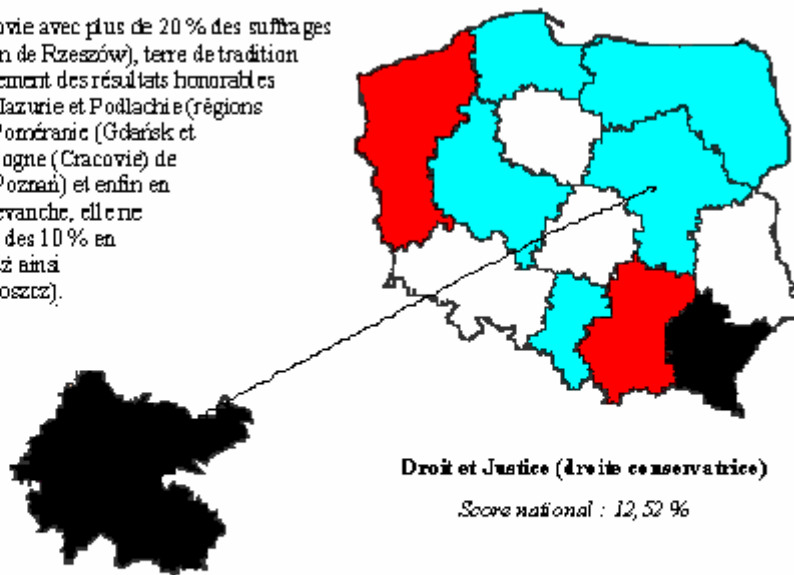 ovie avec plus de 20 % des suffrages
n de Rzeszów), terre de tradition
ement des résultats honorables
Mazurie et Podlachie (régions
Poméranie (Gdańsk et
ogne (Cracovie) de
Poznań) et enfin en
evanche, elle ne
des 10 % en
ź ainsi
oszcz).
Droit et Justice (droite conservatrice)
Score national : 12,52 %